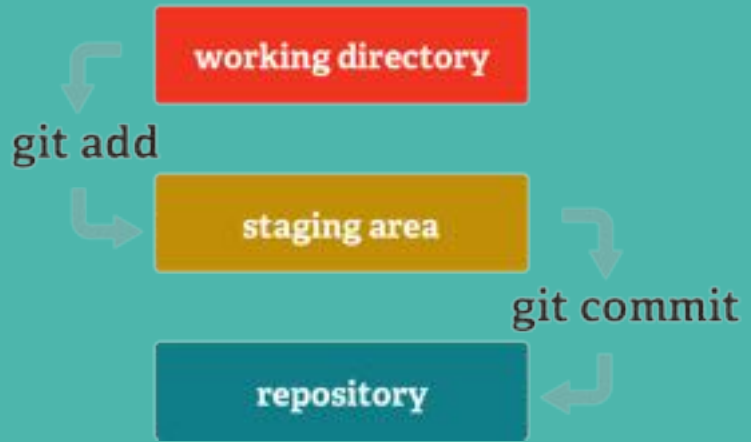 working directory
git add
staging area
git commit
repository